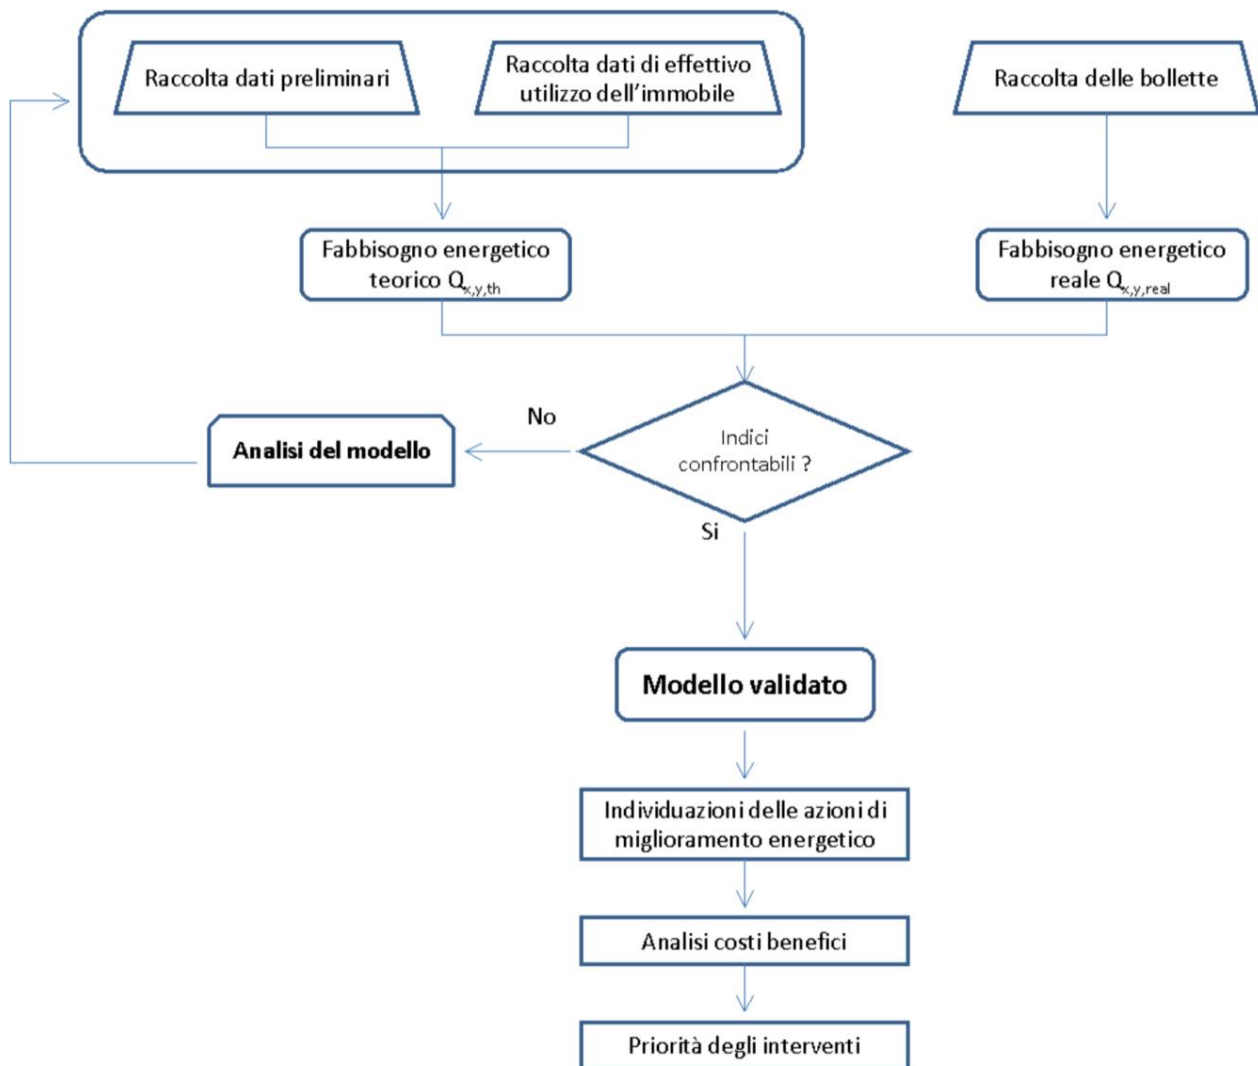 Raccolta dati preliminari
Raccolta dati di effettivo
utilizzo dell'immobile
Raccolta delle bollette
Fabbisogno energetico
teorico Qx,y,th
Fabbisogno energetico
reale Qx,y,real
Indici
confrontabili ?
No
Analisi del modello
Si
Modello validato
Individuazioni delle azioni di
miglioramento energetico
Analisi costi benefici
Priorità degli interventi